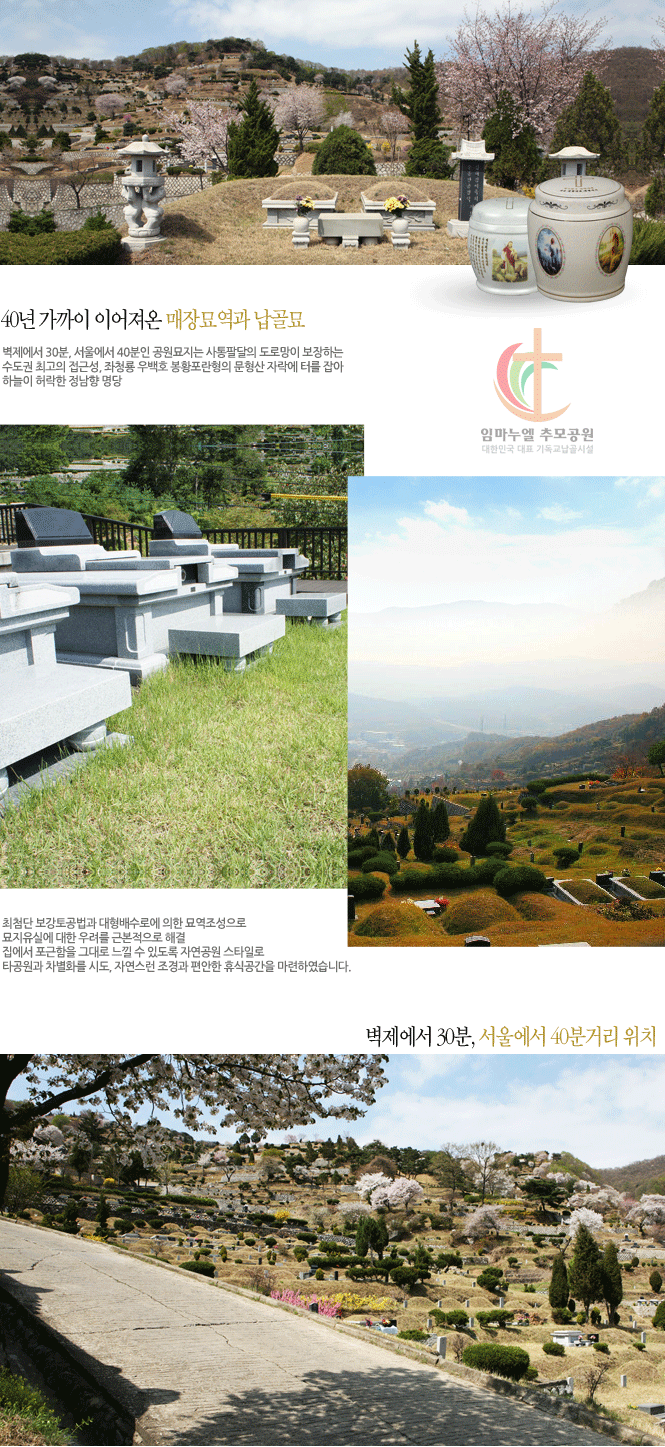 40년 가까이 이어져온 매장묘역과 납골묘
벽제에서 30분, 서울에서 40분인 공원묘지는 사통팔달의 도로망이 보장하는
수도권 최고의 접근성, 좌청룡 우백호 봉황포란형의 문형산 자락에 터를 잡아
하늘이 허락한 정남향 명당
임마누엘 추모공원
대한민국 대표 기독교납골시설
최첨단 보강토공법과 대형배수로에 의한 묘역조성으로
묘지유실에 대한 우려를 근본적으로 해결
집에서 포근함을 그대로 느낄 수 있도록 자연공원 스타일로
타공원과 차별화를 시도, 자연스런 조경과 편안한 휴식공간을 마련하였습니다.
벽제에서 30분, 서울에서 40분거리 위치